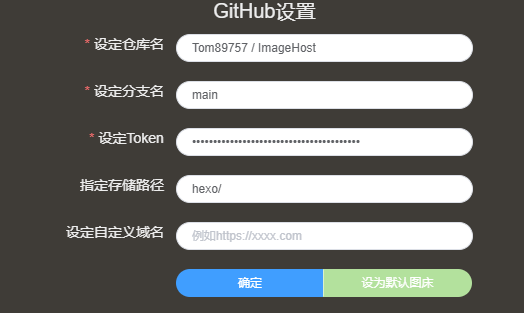 GitHub设置
* 设定仓库名 Tom89757 / ImageHost
* 设定分支名 main
* 设定Token ••••••••••••••••••••••••••••••••••••••••
指定存储路径 hexo/
设定自定义域名 例如https://xxxx.com
确定 设为默认图床